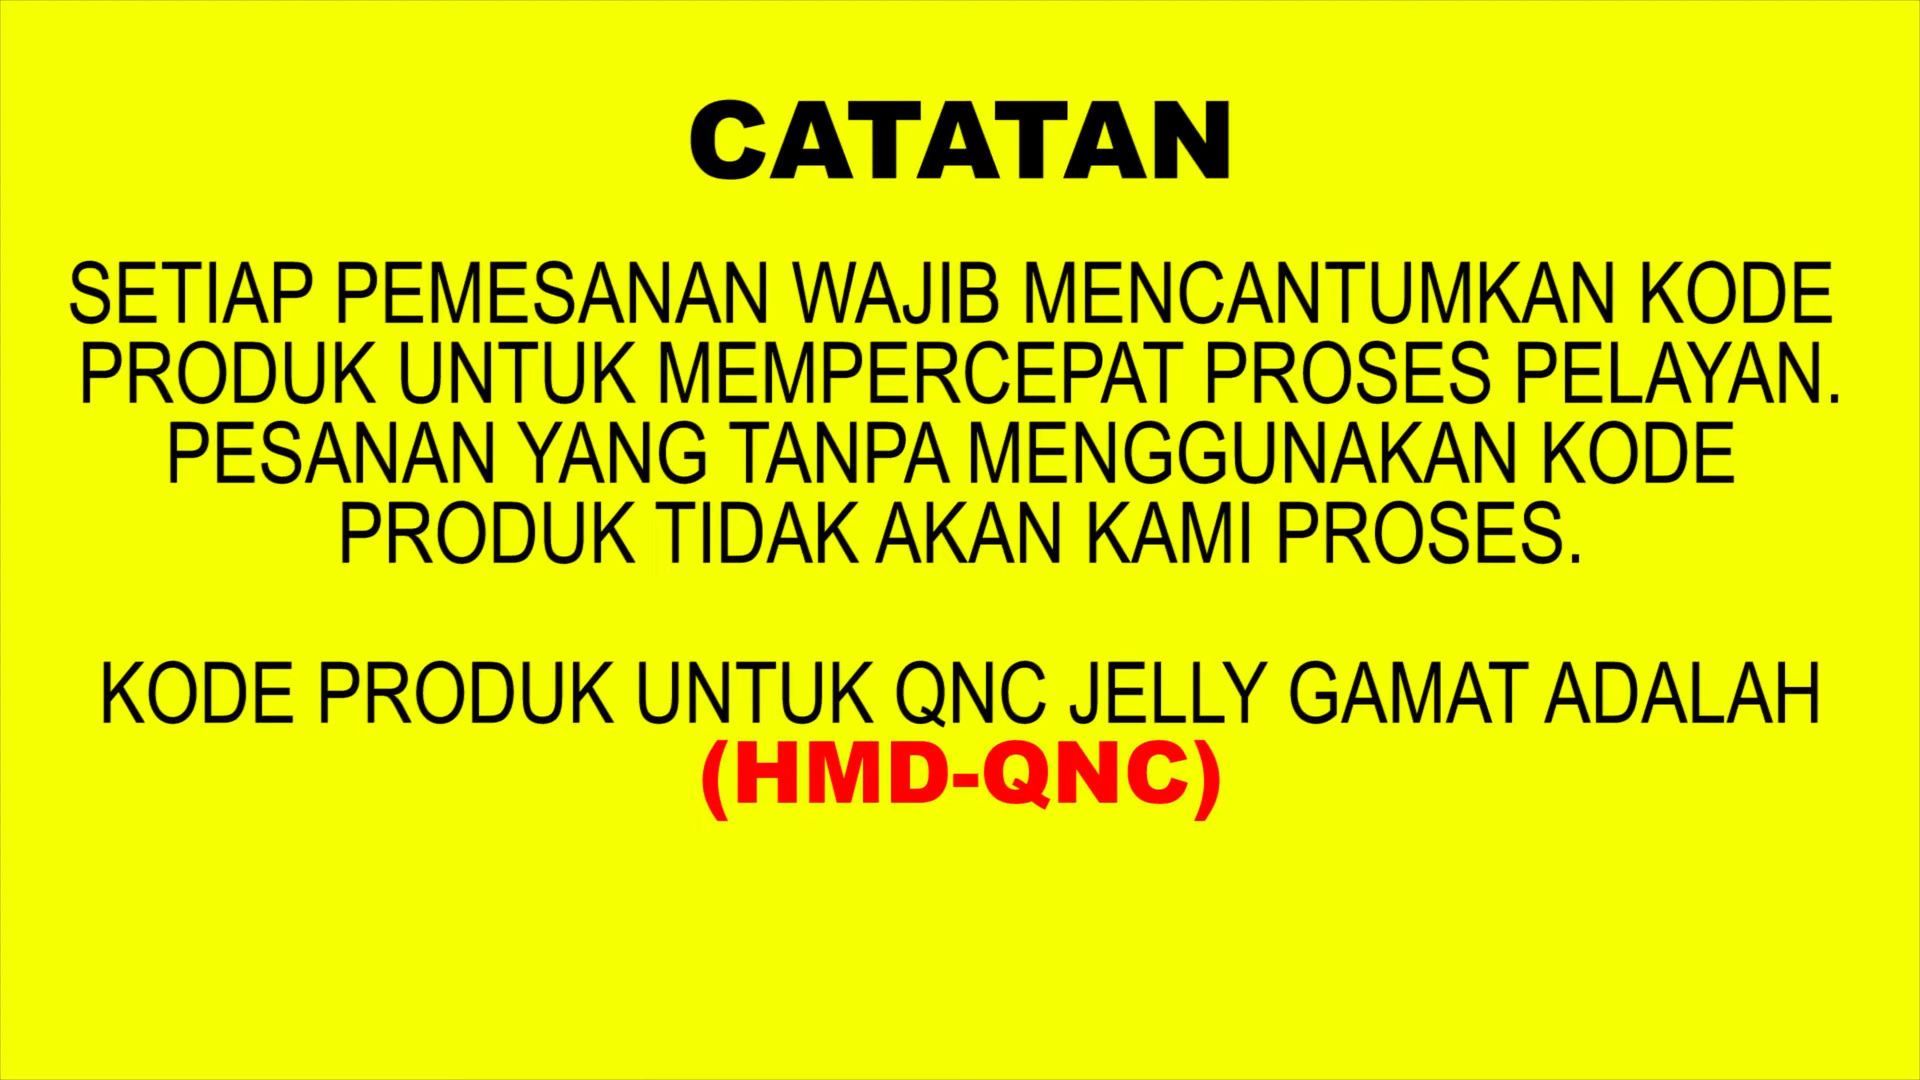 CATATAN
SETIAP PEMESANAN WAJIB MENCANTUMKAN KODE
PRODUK UNTUK MEMPERCEPAT PROSES PELAYAN.
PESANAN YANG TANPA MENGGUNAKAN KODE
PRODUK TIDAK AKAN KAMI PROSES.
KODE PRODUK UNTUK QNC JELLY GAMAT ADALAH
(HMD-QNC)